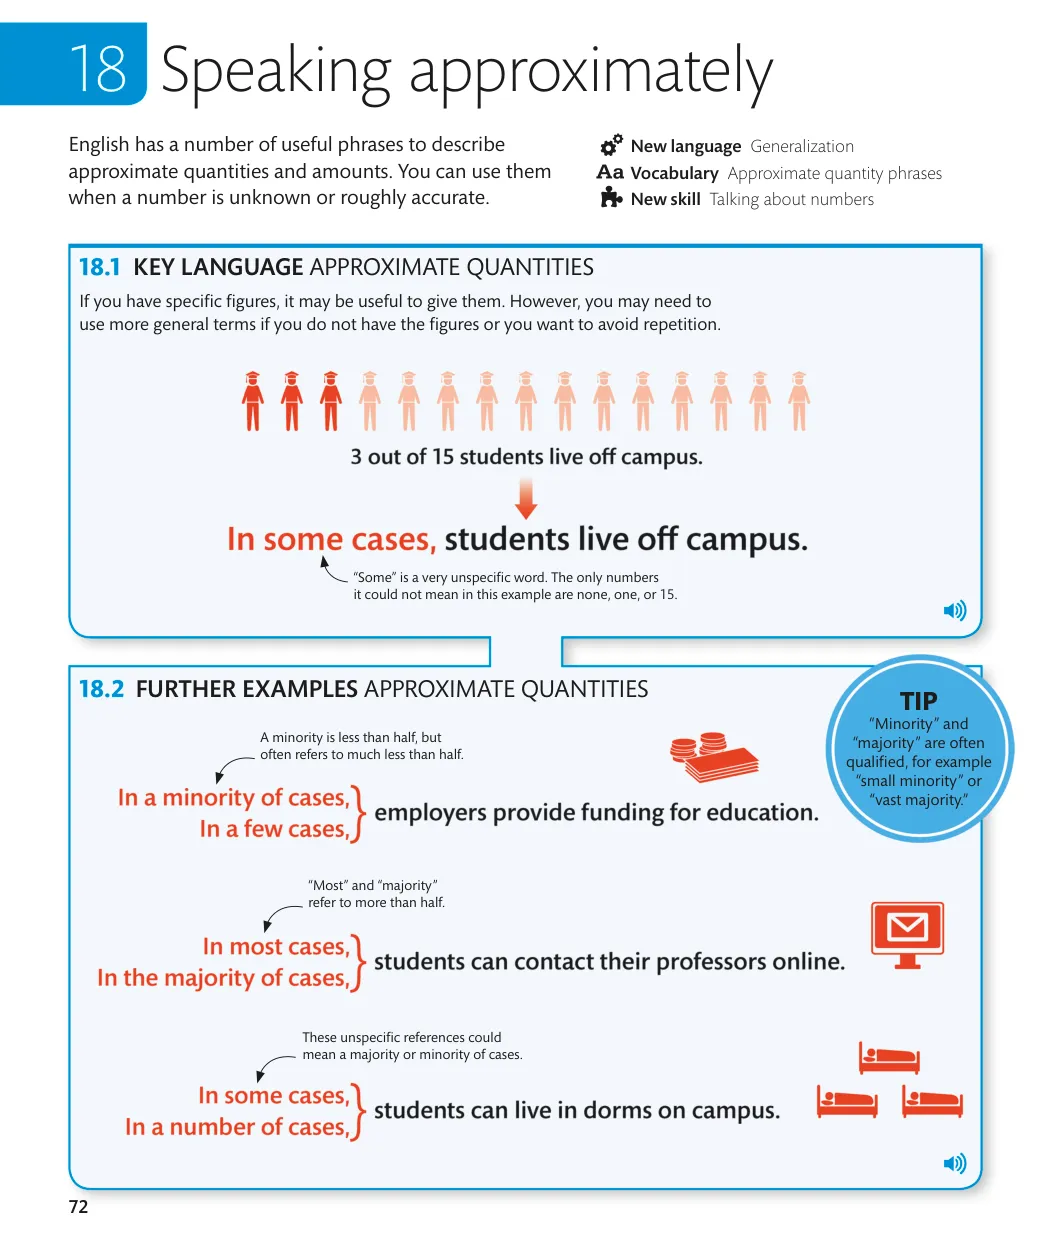 18 Speaking approximately
English has a number of useful phrases to describe
approximate quantities and amounts. You can use them
when a number is unknown or roughly accurate.
New language Generalization
Aa Vocabulary Approximate quantity phrases
New skill Talking about numbers
18.1 KEY LANGUAGE APPROXIMATE QUANTITIES
If you have specific figures, it may be useful to give them. However, you may need to
use more general terms if you do not have the figures or you want to avoid repetition.
3 out of 15 students live off campus.
In some cases, students live off campus.
“Some” is a very unspecific word. The only numbers
it could not mean in this example are none, one, or 15.
18.2 FURTHER EXAMPLES APPROXIMATE QUANTITIES
TIP
“Minority” and
“majority” are often
qualified, for example
“small minority” or
“vast majority.”
A minority is less than half, but
often refers to much less than half.
In a minority of cases,
In a few cases,
employers provide funding for education.
“Most” and “majority”
refer to more than half.
In most cases,
In the majority of cases,
students can contact their professors online.
These unspecific references could
mean a majority or minority of cases.
In some cases,
In a number of cases,
students can live in dorms on campus.
72